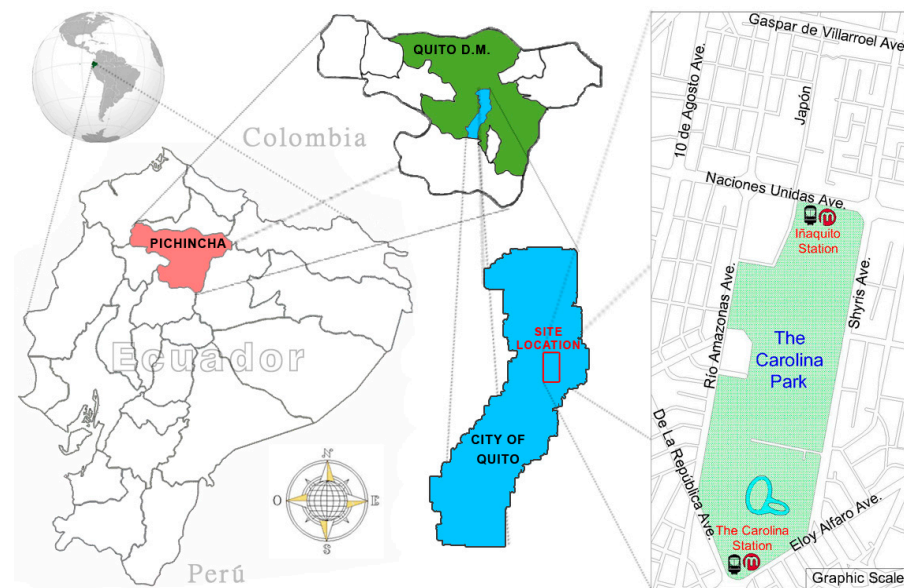 Colombia
PICHINCHA
Ecuador
Perú
N
O
E
S
QUITO D.M.
SITE
LOCATION
CITY OF
QUITO
Gaspar de Villarroel Ave.
10 de Agosto Ave.
Japón
Naciones Unidas Ave.
m
Iñaquito
Station
Río Amazonas Ave.
Shyris Ave.
The
Carolina
Park
De La República Ave.
The Carolina
Station
m
Eloy Alfaro Ave.
Graphic Scale